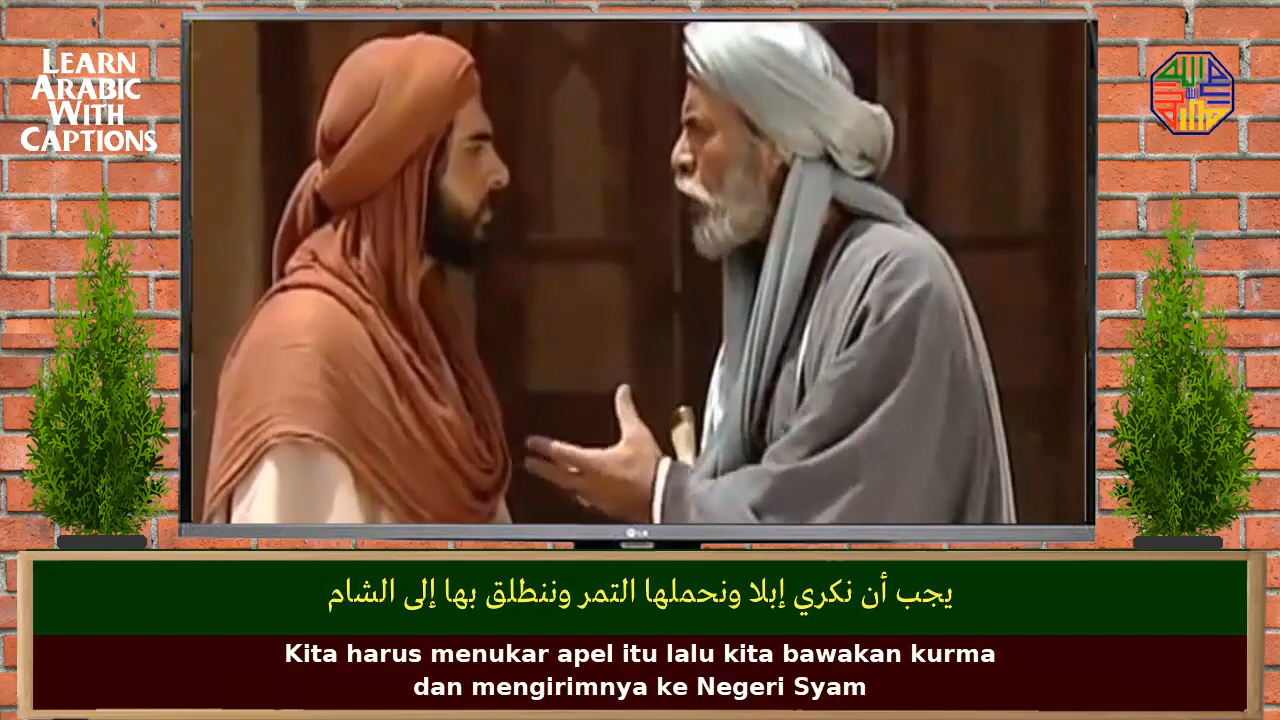 LEARN
ARABIC
WITH
CAPTIONS
LG
يجب أن نكري إبلا ونحملها التمر وننطلق بها إلى الشام
Kita harus menukar apel itu lalu kita bawakan kurma
dan mengirimnya ke Negeri Syam